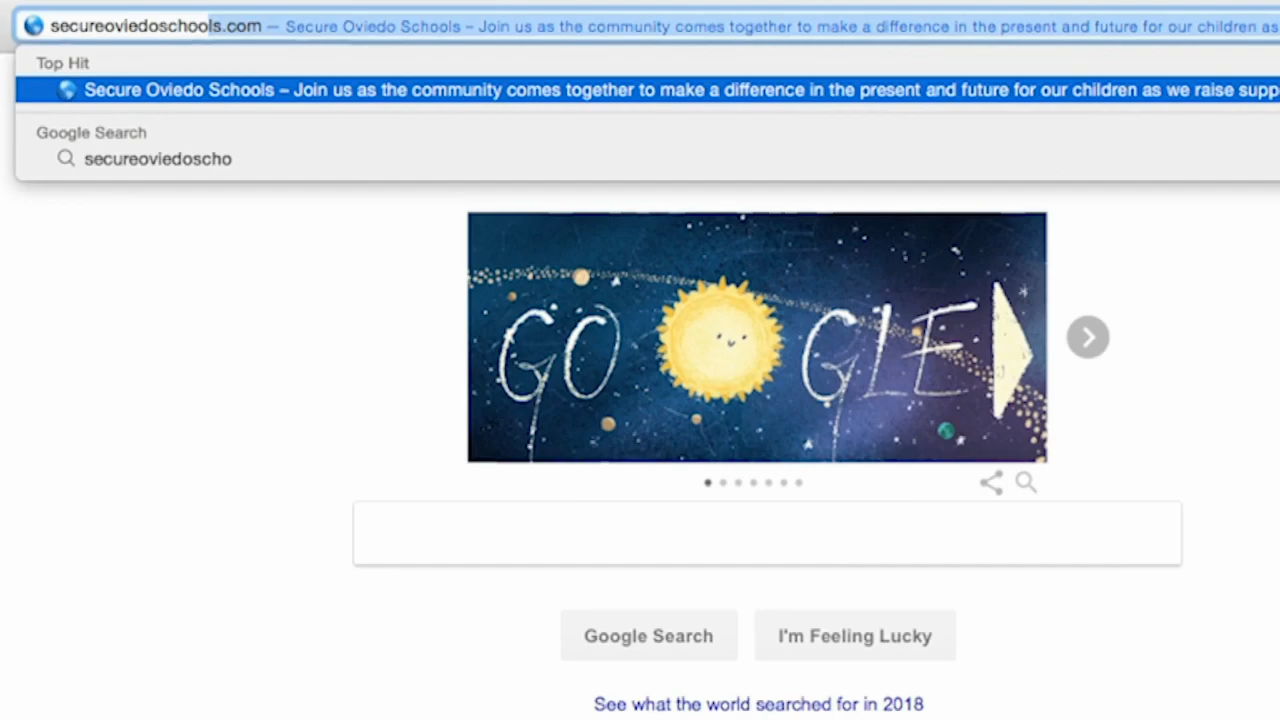 secureoviedoschools.com — Secure Oviedo Schools – Join us as the community comes together to make a difference in the present and future for our children as
Top Hit
Secure Oviedo Schools – Join us as the community comes together to make a difference in the present and future for our children as we raise supp
Google Search
secureoviedoscho
GO GLE
Google Search
I'm Feeling Lucky
See what the world searched for in 2018